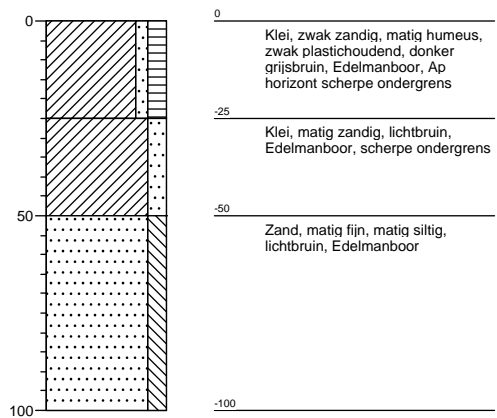 0
0
Klei, zwak zandig, matig humeus,
zwak plastichoudend, donker
grijsbruin, Edelmanboor, Ap
horizont scherpe ondergrens
-25
Klei, matig zandig, lichtbruin,
Edelmanboor, scherpe ondergrens
50
-50
Zand, matig fijn, matig siltig,
lichtbruin, Edelmanboor
100
-100